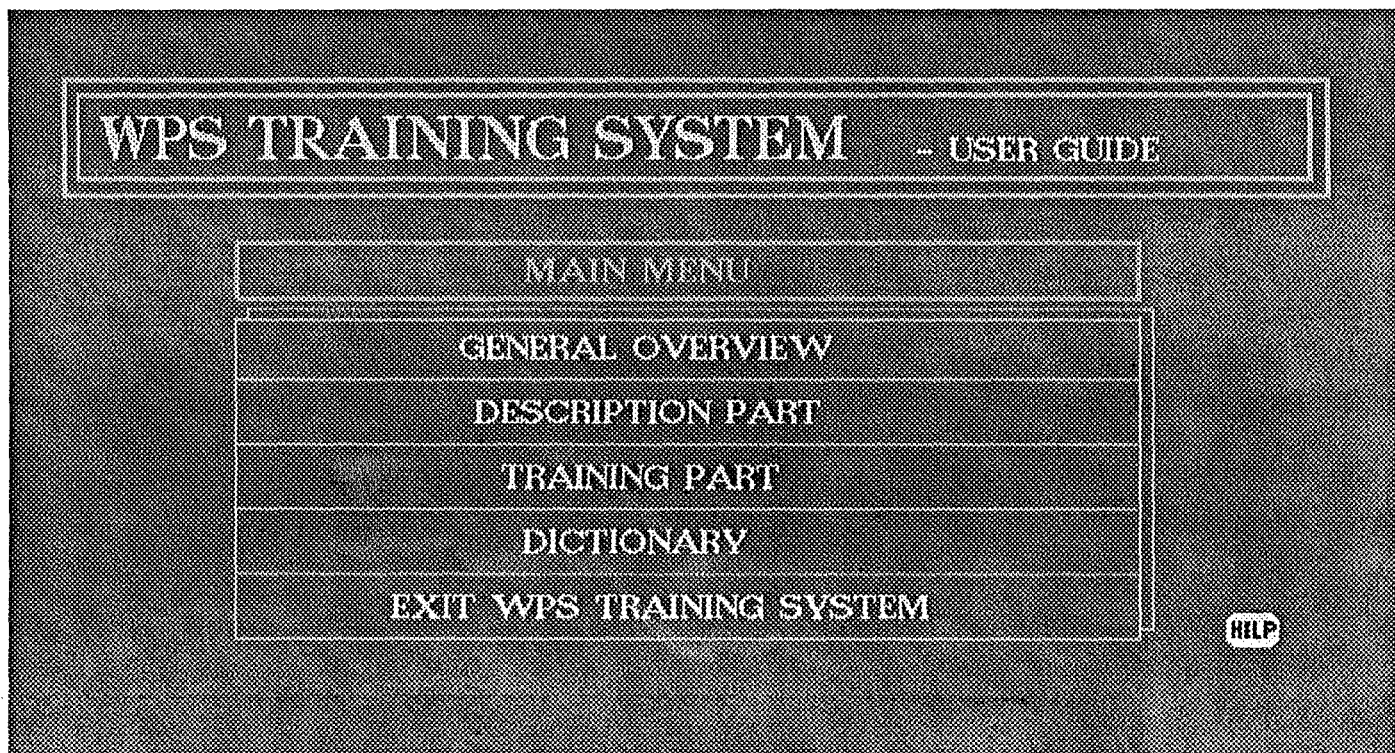 WPS TRAINING SYSTEM - USER GUIDE
MAIN MENU
GENERAL OVERVIEW
DESCRIPTION PART
TRAINING PART
DICTIONARY
EXIT WPS TRAINING SYSTEM
HELP